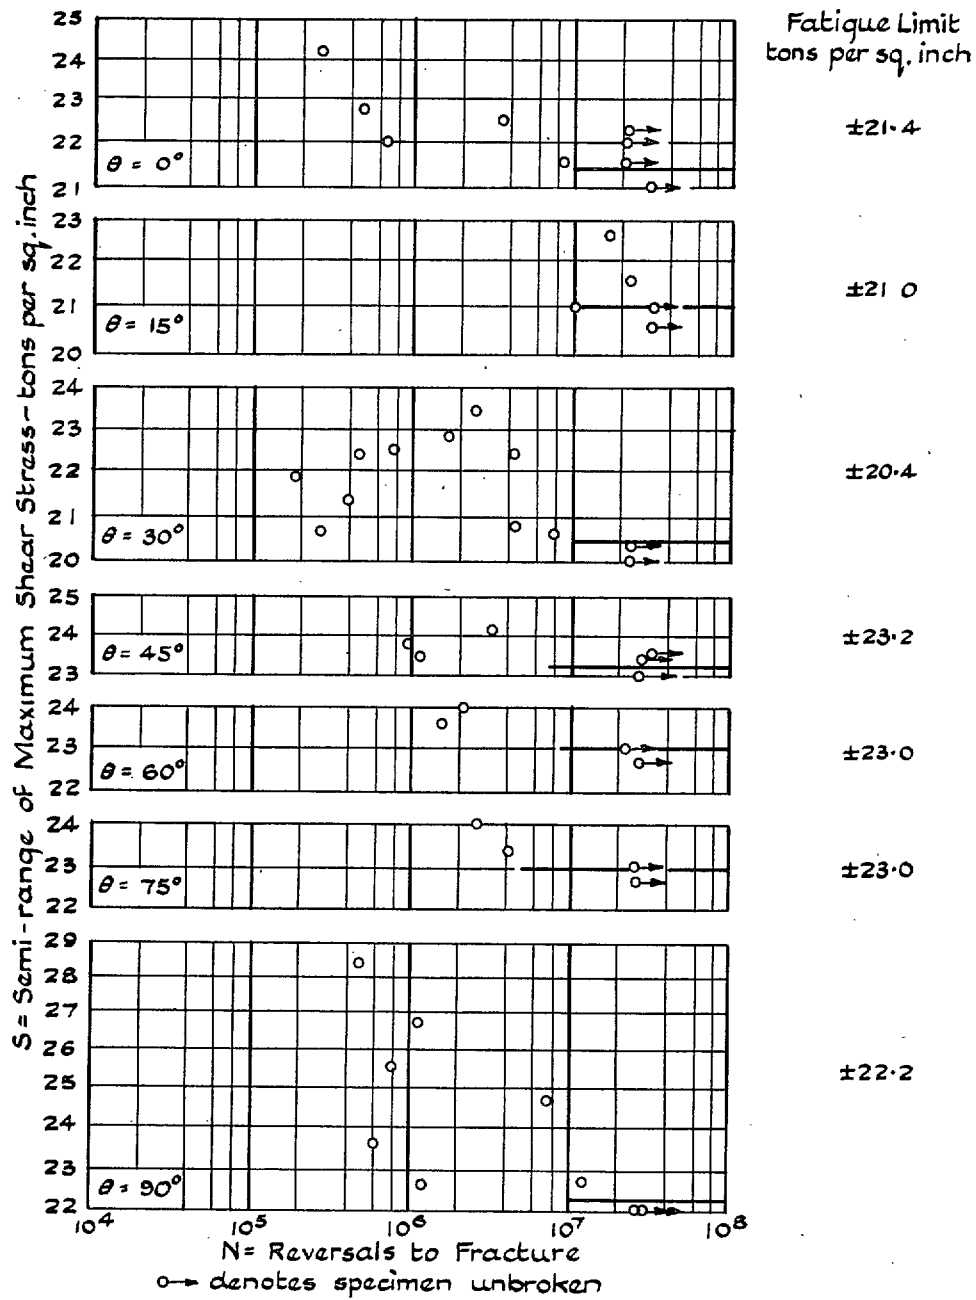 Fatigue Limit
tons per sq. inch
S = Semi-range of Maximum Shear Stress - tons per sq. inch
25
24
23
22
21
θ = 0°
±21·4
23
22
21
20
θ = 15°
±21 0
24
23
22
21
20
θ = 30°
±20·4
25
24
23
θ = 45°
±23·2
24
23
22
θ = 60°
±23·0
24
23
22
θ = 75°
±23·0
29
28
27
26
25
24
23
22
θ = 90°
±22·2
10⁴ 10⁵ 10⁶ 10⁷ 10⁸
N = Reversals to Fracture
denotes specimen unbroken